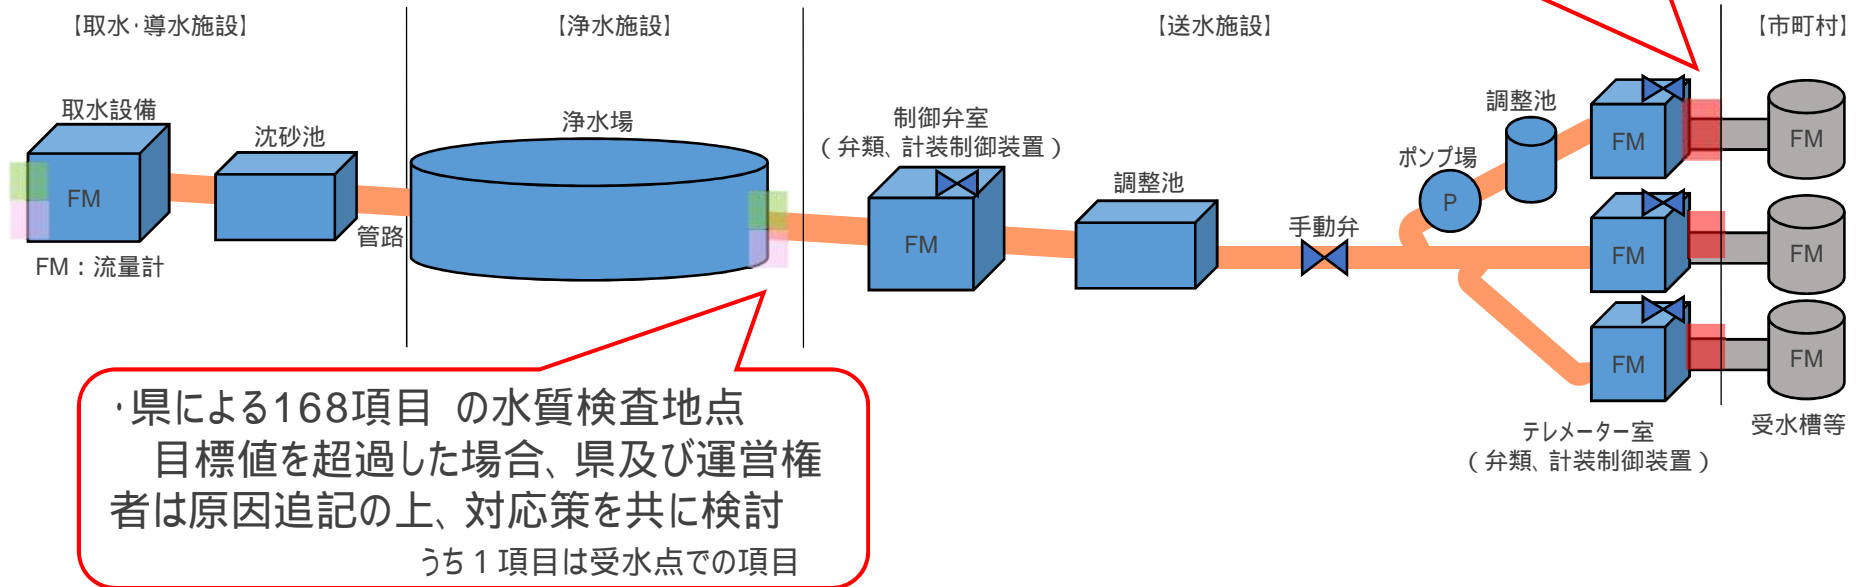 【取水・導水施設】
【浄水施設】
【送水施設】
【市町村】
取水設備
沈砂池
浄水場
制御弁室
（弁類、計装制御装置）
調整池
手動弁
ポンプ場
調整池
FM
FM
P
FM
FM
FM
FM
FM
FM
管路
FM：流量計
テレメーター室
（弁類、計装制御装置）
受水槽等
・県による168項目 の水質検査地点
目標値を超過した場合、県及び運営権
者は原因追記の上、対応策を共に検討
うち１項目は受水点での項目